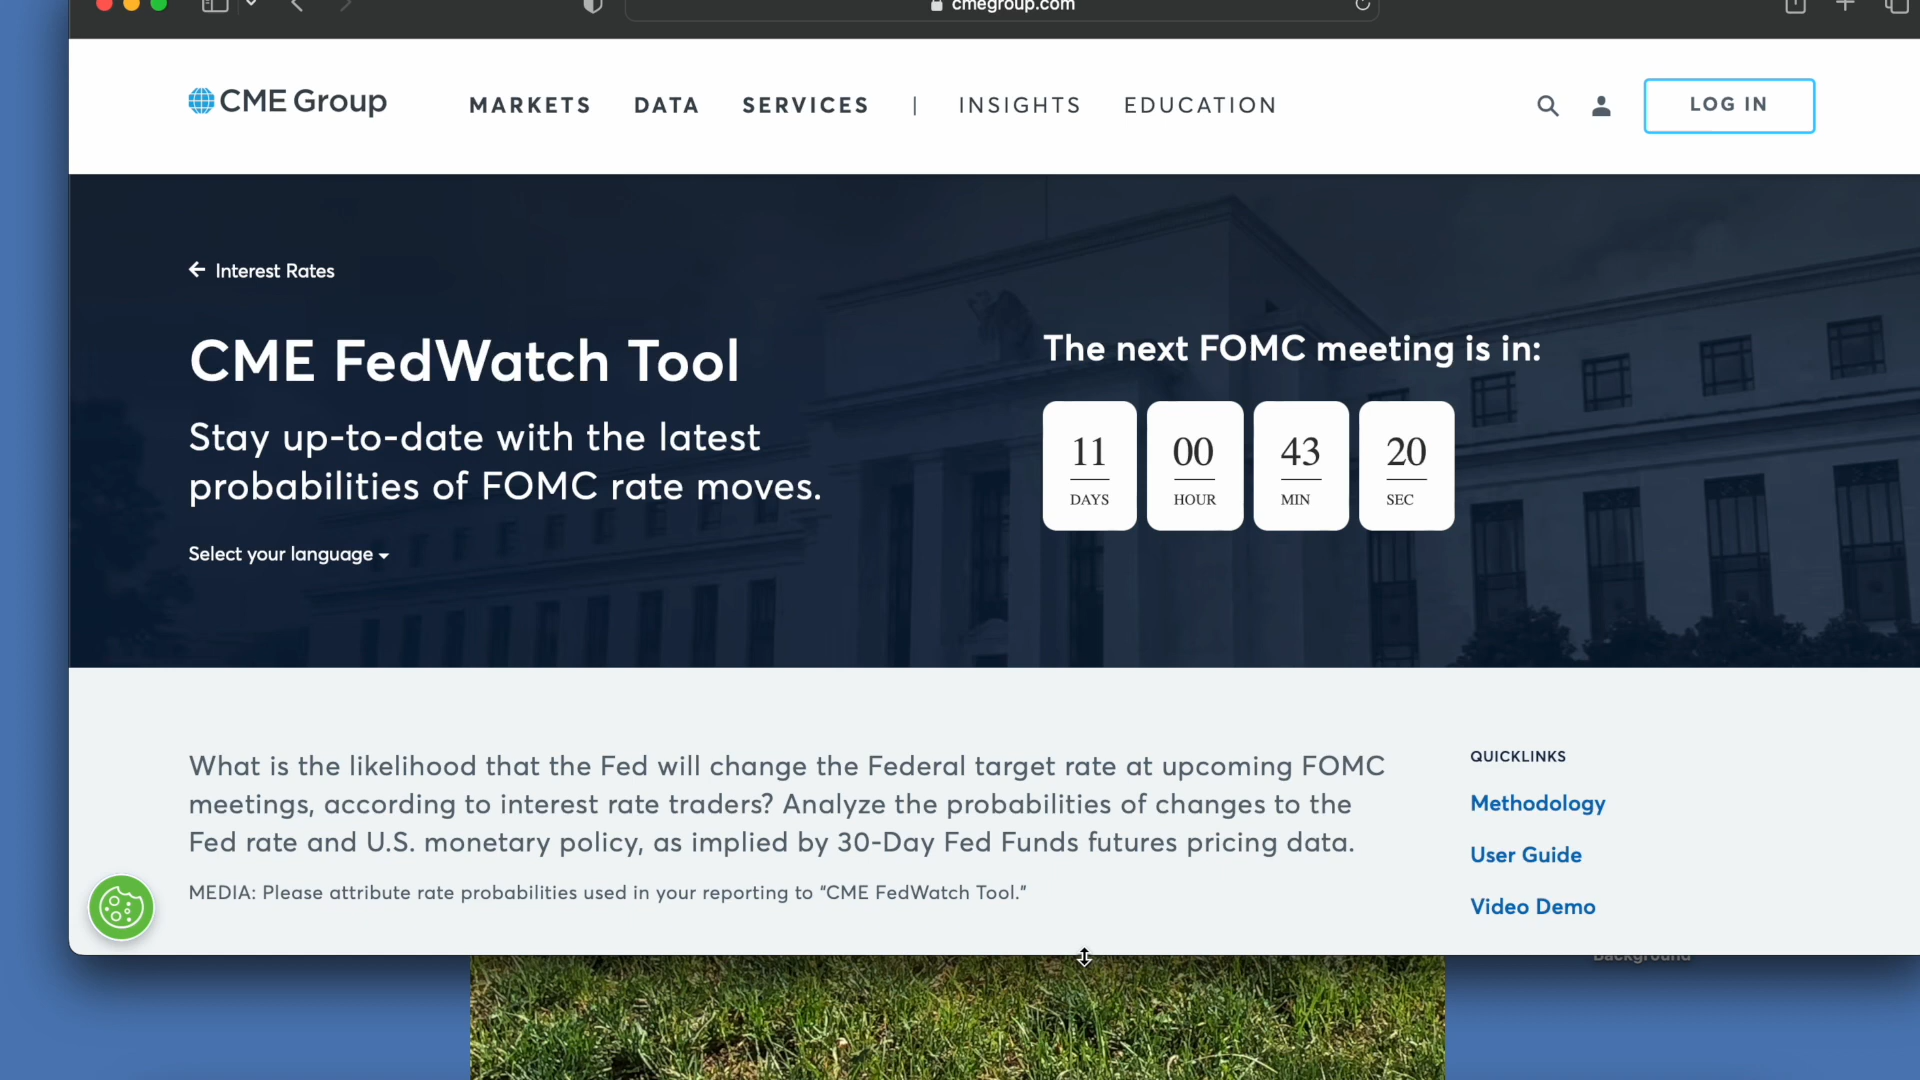 cmegroup.com
CME Group
MARKETS DATA SERVICES | INSIGHTS EDUCATION
LOG IN
Interest Rates
CME FedWatch Tool
Stay up-to-date with the latest
probabilities of FOMC rate moves.
Select your language
The next FOMC meeting is in:
11 00 43 20
DAYS HOUR MIN SEC
What is the likelihood that the Fed will change the Federal target rate at upcoming FOMC
meetings, according to interest rate traders? Analyze the probabilities of changes to the
Fed rate and U.S. monetary policy, as implied by 30-Day Fed Funds futures pricing data.
MEDIA: Please attribute rate probabilities used in your reporting to “CME FedWatch Tool.”
QUICKLINKS
Methodology
User Guide
Video Demo
Background